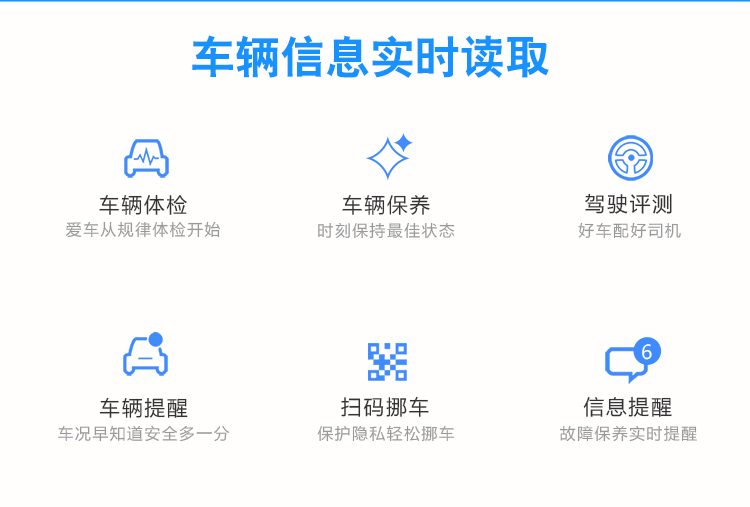 车辆信息实时读取
车辆体检
车辆保养
驾驶评测
爱车从规律体检开始
时刻保持最佳状态
好车配好司机
6
车辆提醒
扫码挪车
信息提醒
车况早知道安全多一分
保护隐私轻松挪车
故障保养实时提醒